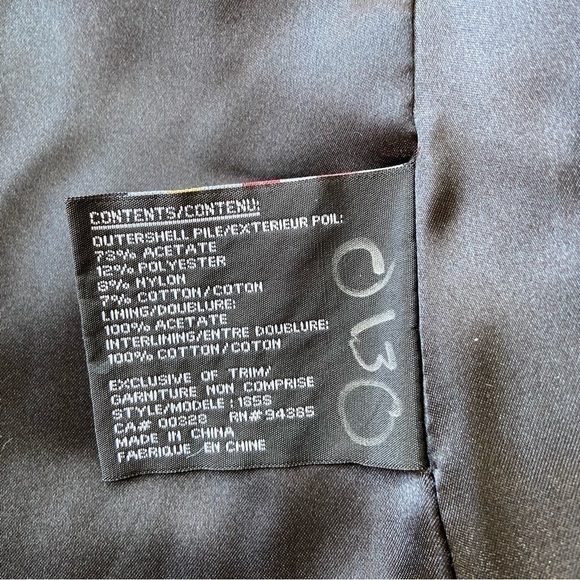 CONTENTS/CONTENU:
OUTERSHELL PILE/EXTERIEUR POIL:
73% ACETATE
12% POLYESTER
8% NYLON
7% COTTON/COTON
LINING/DOUBLURE:
100% ACETATE
INTERLINING/ENTRE DOUBLURE:
100% COTTON/COTON
EXCLUSIVE OF TRIM/
GARNITURE NON COMPRISE
STYLE/MODELE: 185S
CA# 00328 RN# 94385
MADE IN CHINA
FABRIQUE EN CHINE